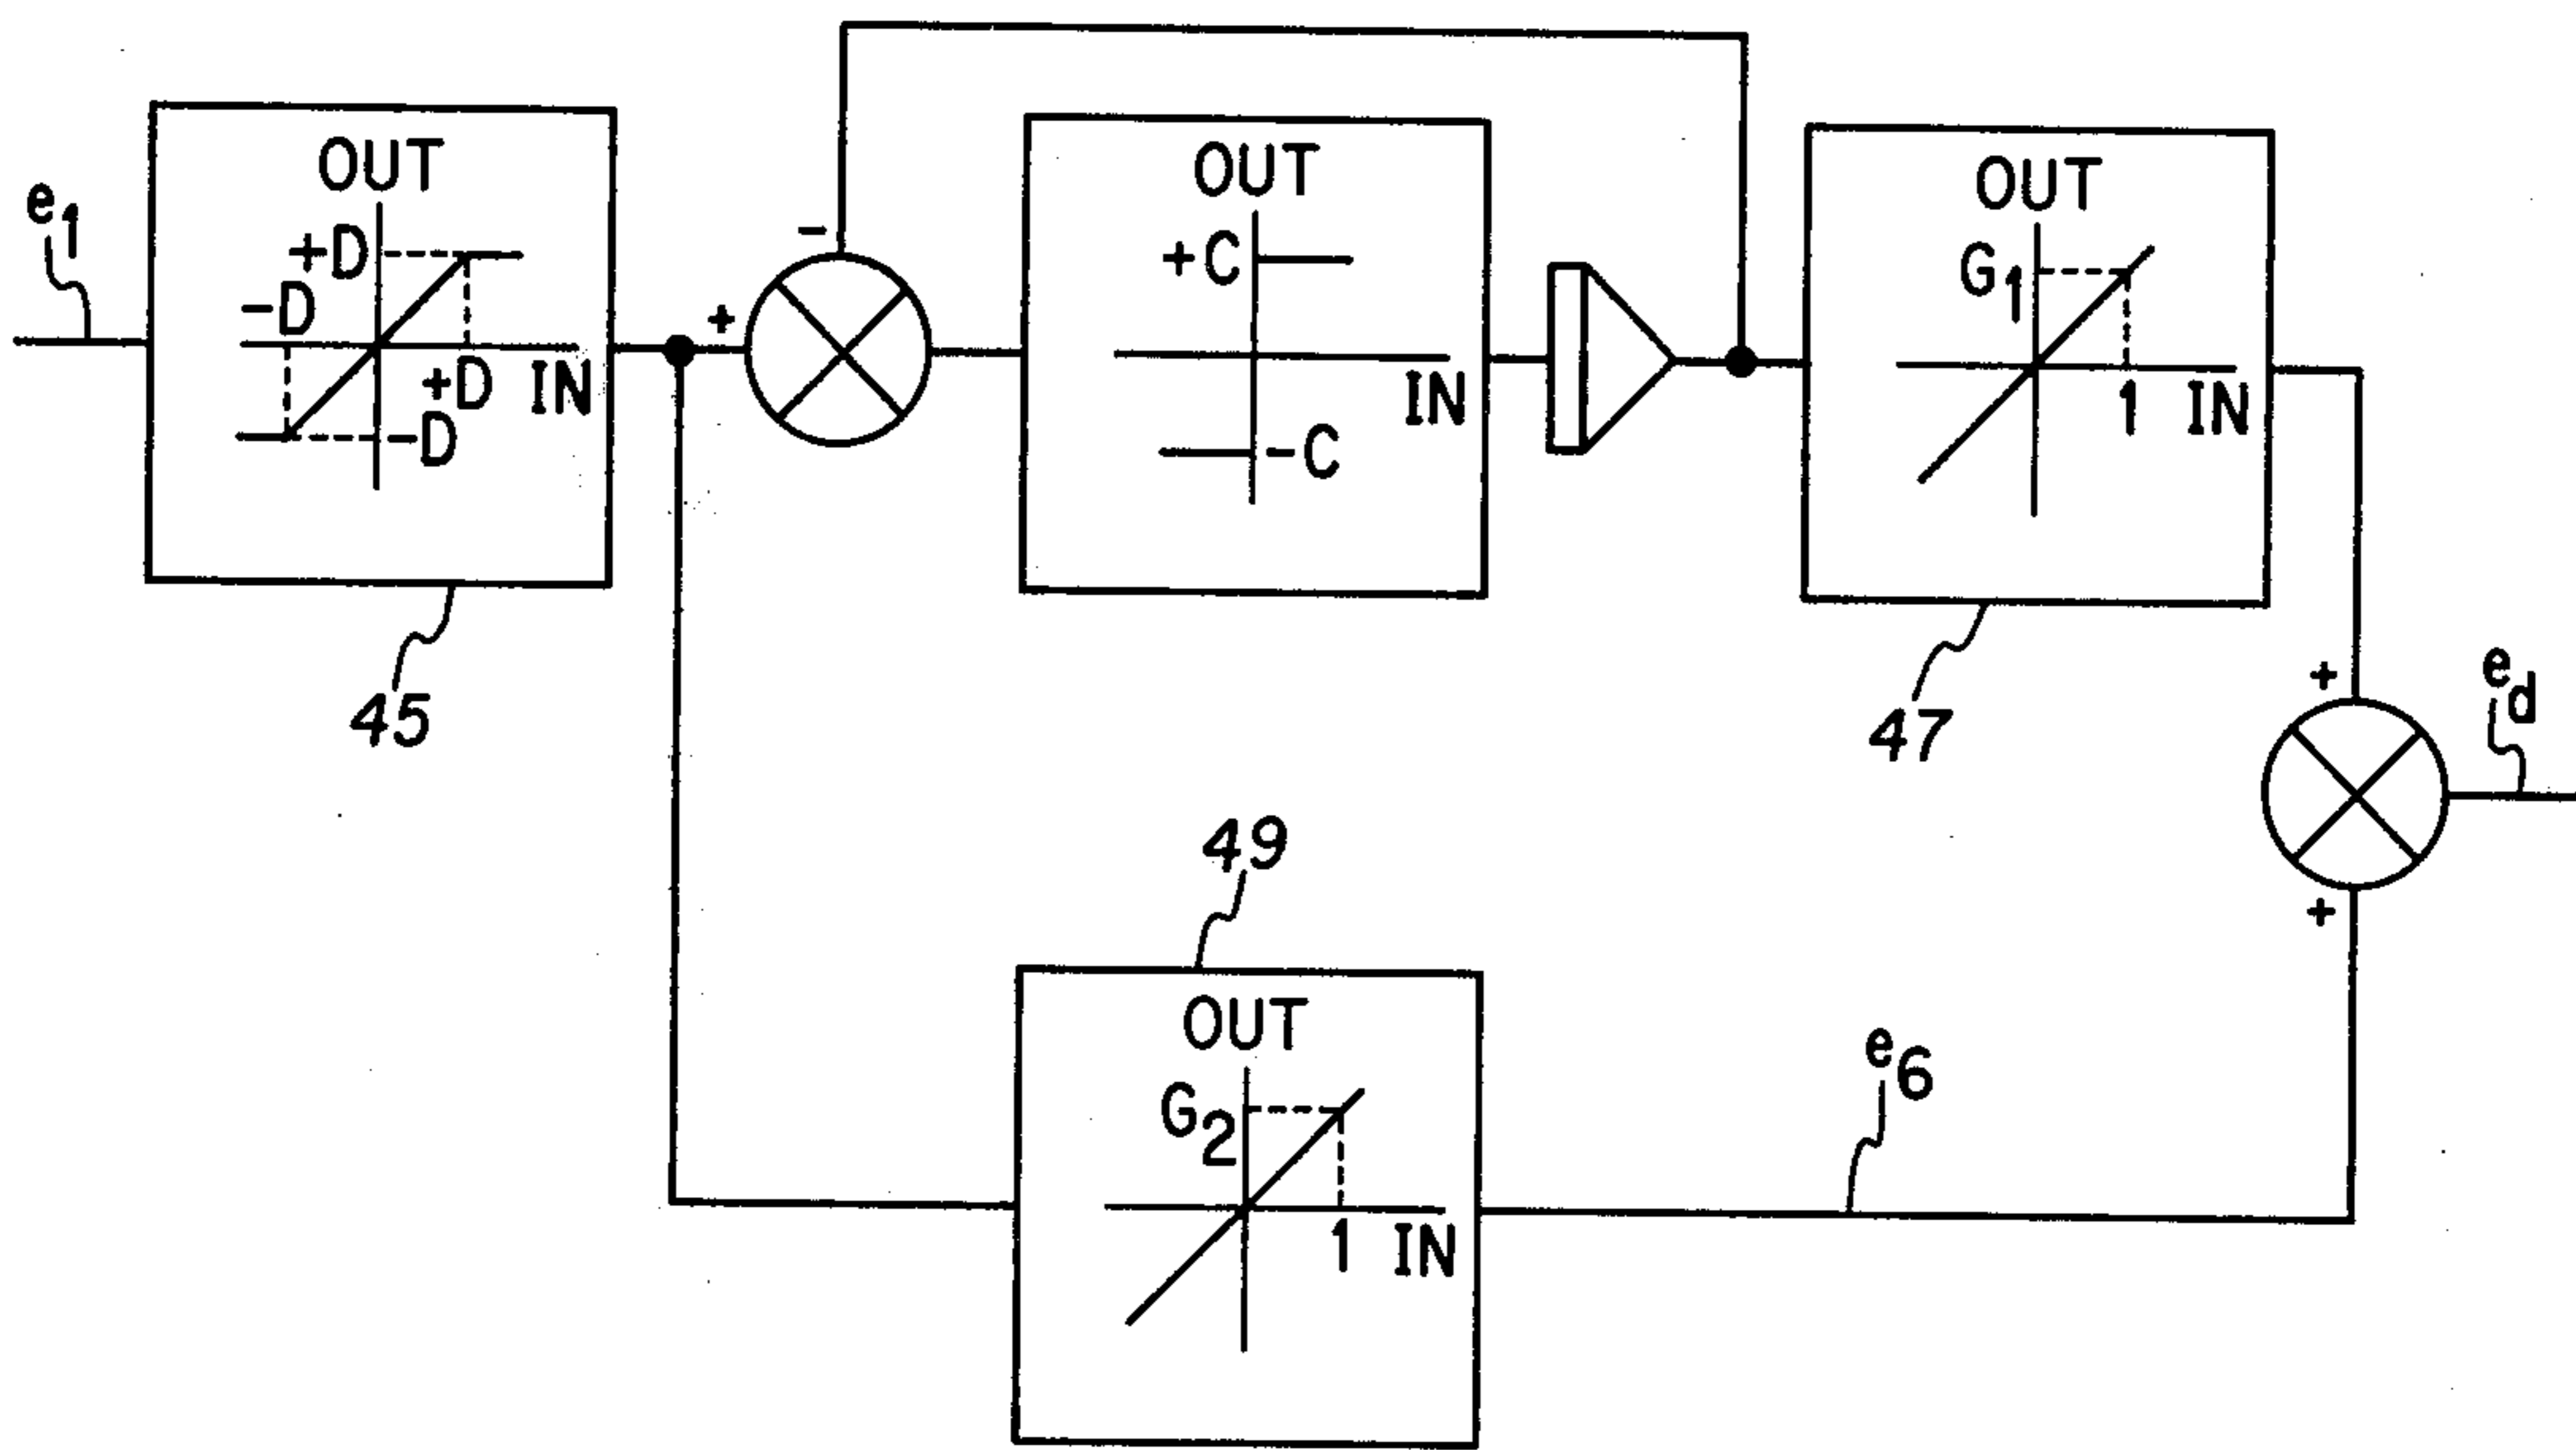 e1
OUT
+D
-D
+D
IN
-D
45
-
+
OUT
+C
IN
-C
OUT
G1
1
IN
47
+
ed
+
49
OUT
G2
1
IN
e6